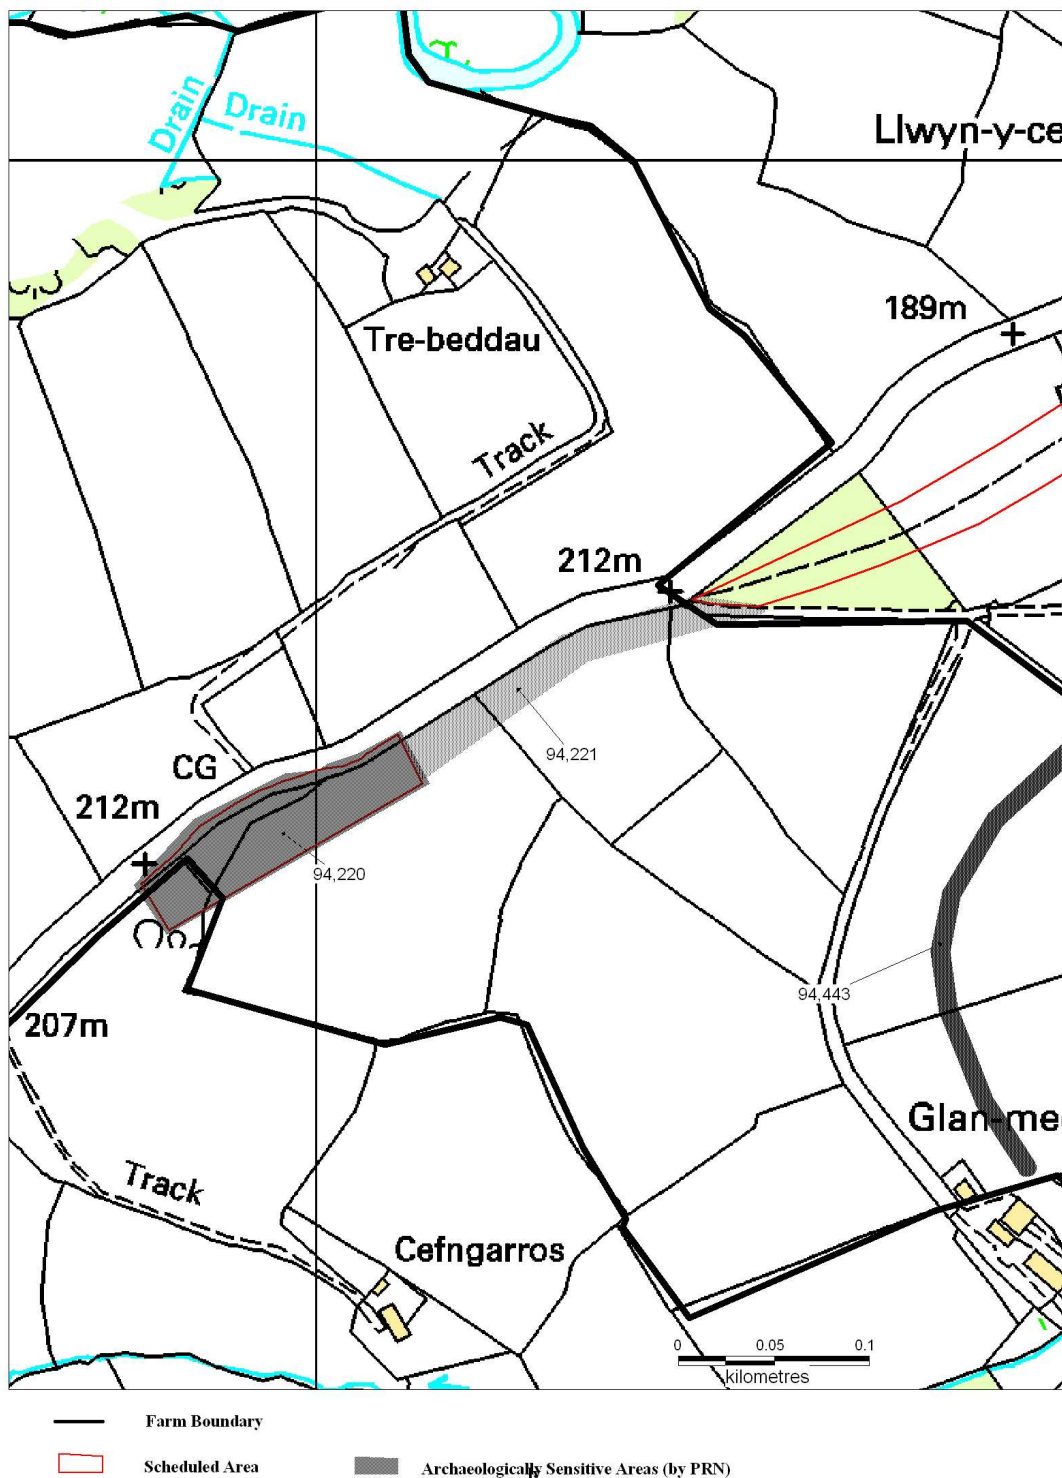 Drain
Drain
Llwyn-y-ce
189m
Tre-beddau
Track
212m
94,221
CG
212m
94,220
94,443
207m
Glan-me
Track
Cefngarros
0 0.05 0.1
kilometres
Farm Boundary
Scheduled Area
Archaeologically Sensitive Areas (by PRN)